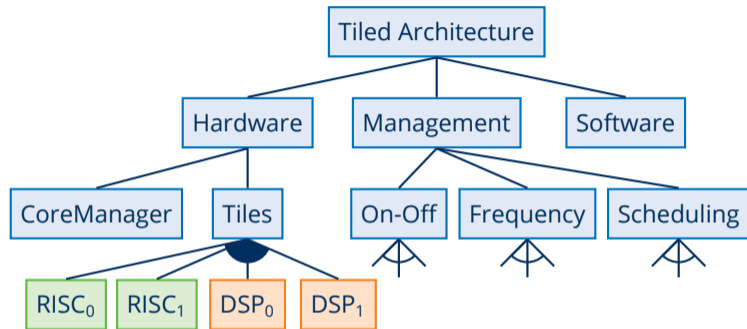 Tiled Architecture
Hardware
Management
Software
CoreManager
Tiles
On-Off
Frequency
Scheduling
RISC₀
RISC₁
DSP₀
DSP₁